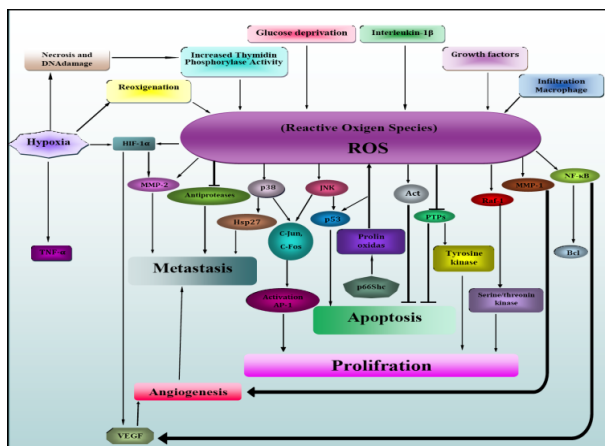 Glucose deprivation
Interlenkin 1β
Necrosis and
DNAdamage
Increased Thymidin
Phosphorylase Activity
Growth factors
Reoxigenation
Infiltration
Macrophage
(Reactive Oxigen Species)
ROS
Hypoxia
HIF-1α
NF-κB
MMP-2
Antiproteases
p38
JNK
Act
Ref-1
MMP-1
Hsp27
p53
PTPs
C-Jun,
C-Fos
Prolin
oxidas
TNF-α
Metastasis
Tyrosine
kinase
Bcl
p66Shc
Activation
AP-1
Apoptosis
Serine/threonin
kinase
Prolifration
Angiogenesis
VEGF